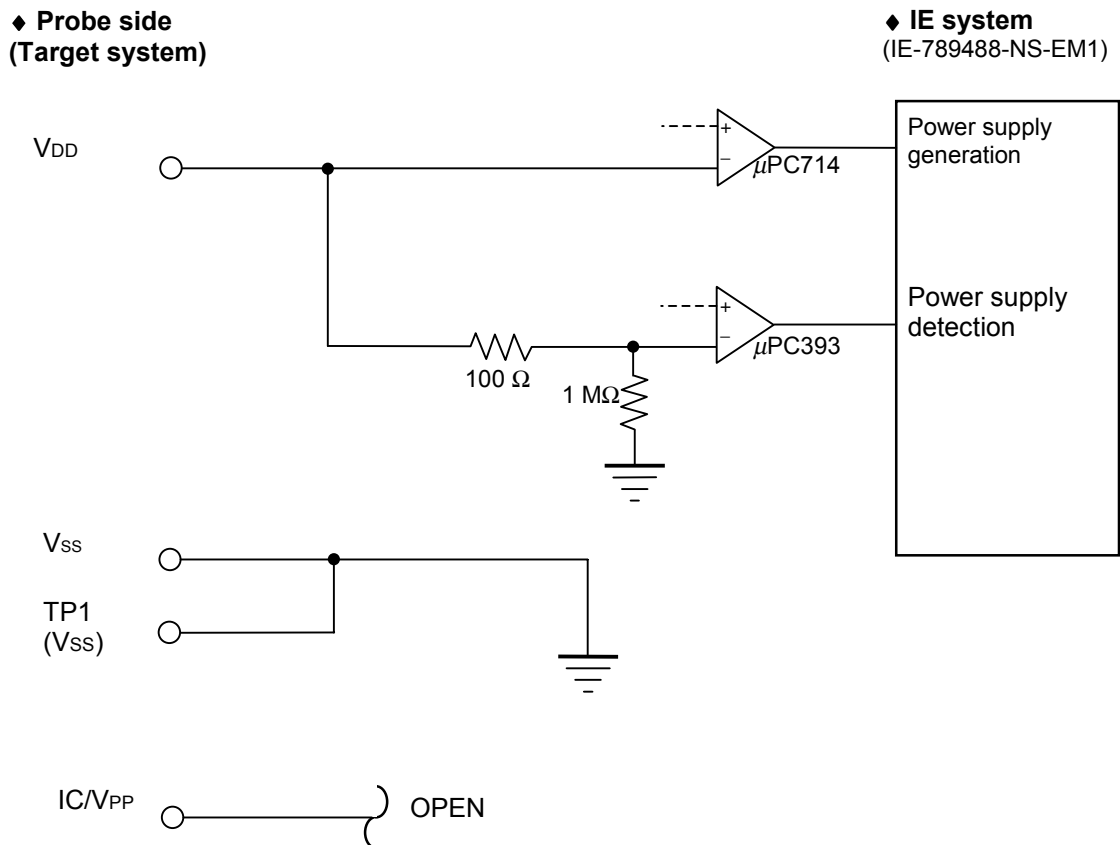 ♦ Probe side
(Target system)
♦ IE system
(IE-789488-NS-EM1)
VDD
+
−
μPC714
Power supply
generation
+
−
μPC393
Power supply
detection
100 Ω
1 MΩ
VSS
TP1
(VSS)
IC/VPP
OPEN